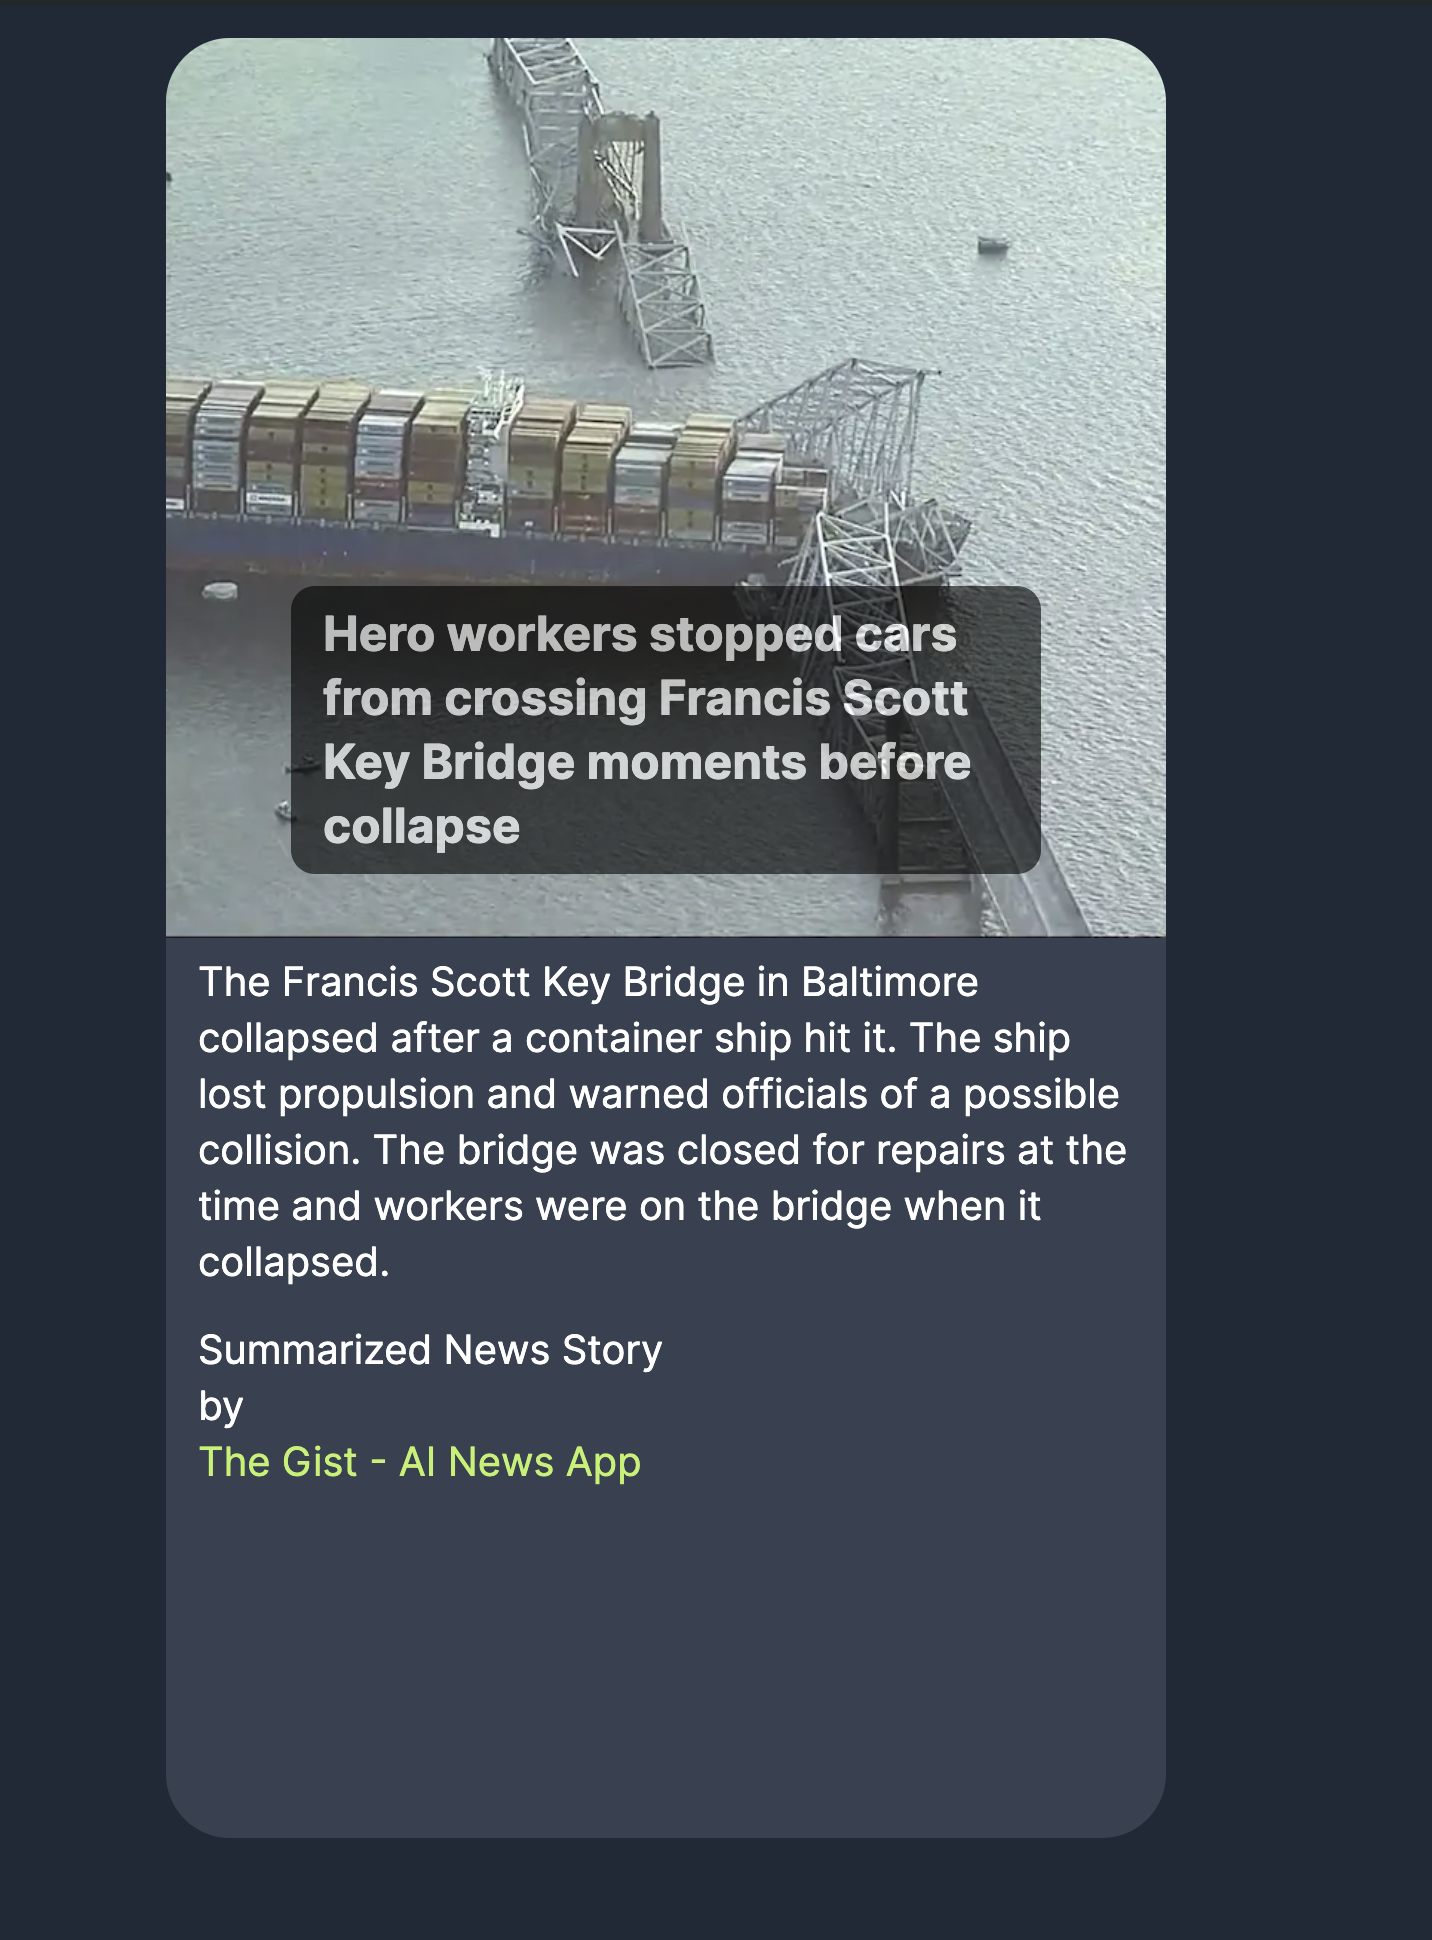 Hero workers stopped cars
from crossing Francis Scott
Key Bridge moments before
collapse
The Francis Scott Key Bridge in Baltimore
collapsed after a container ship hit it. The ship
lost propulsion and warned officials of a possible
collision. The bridge was closed for repairs at the
time and workers were on the bridge when it
collapsed.
Summarized News Story
by
The Gist - AI News App